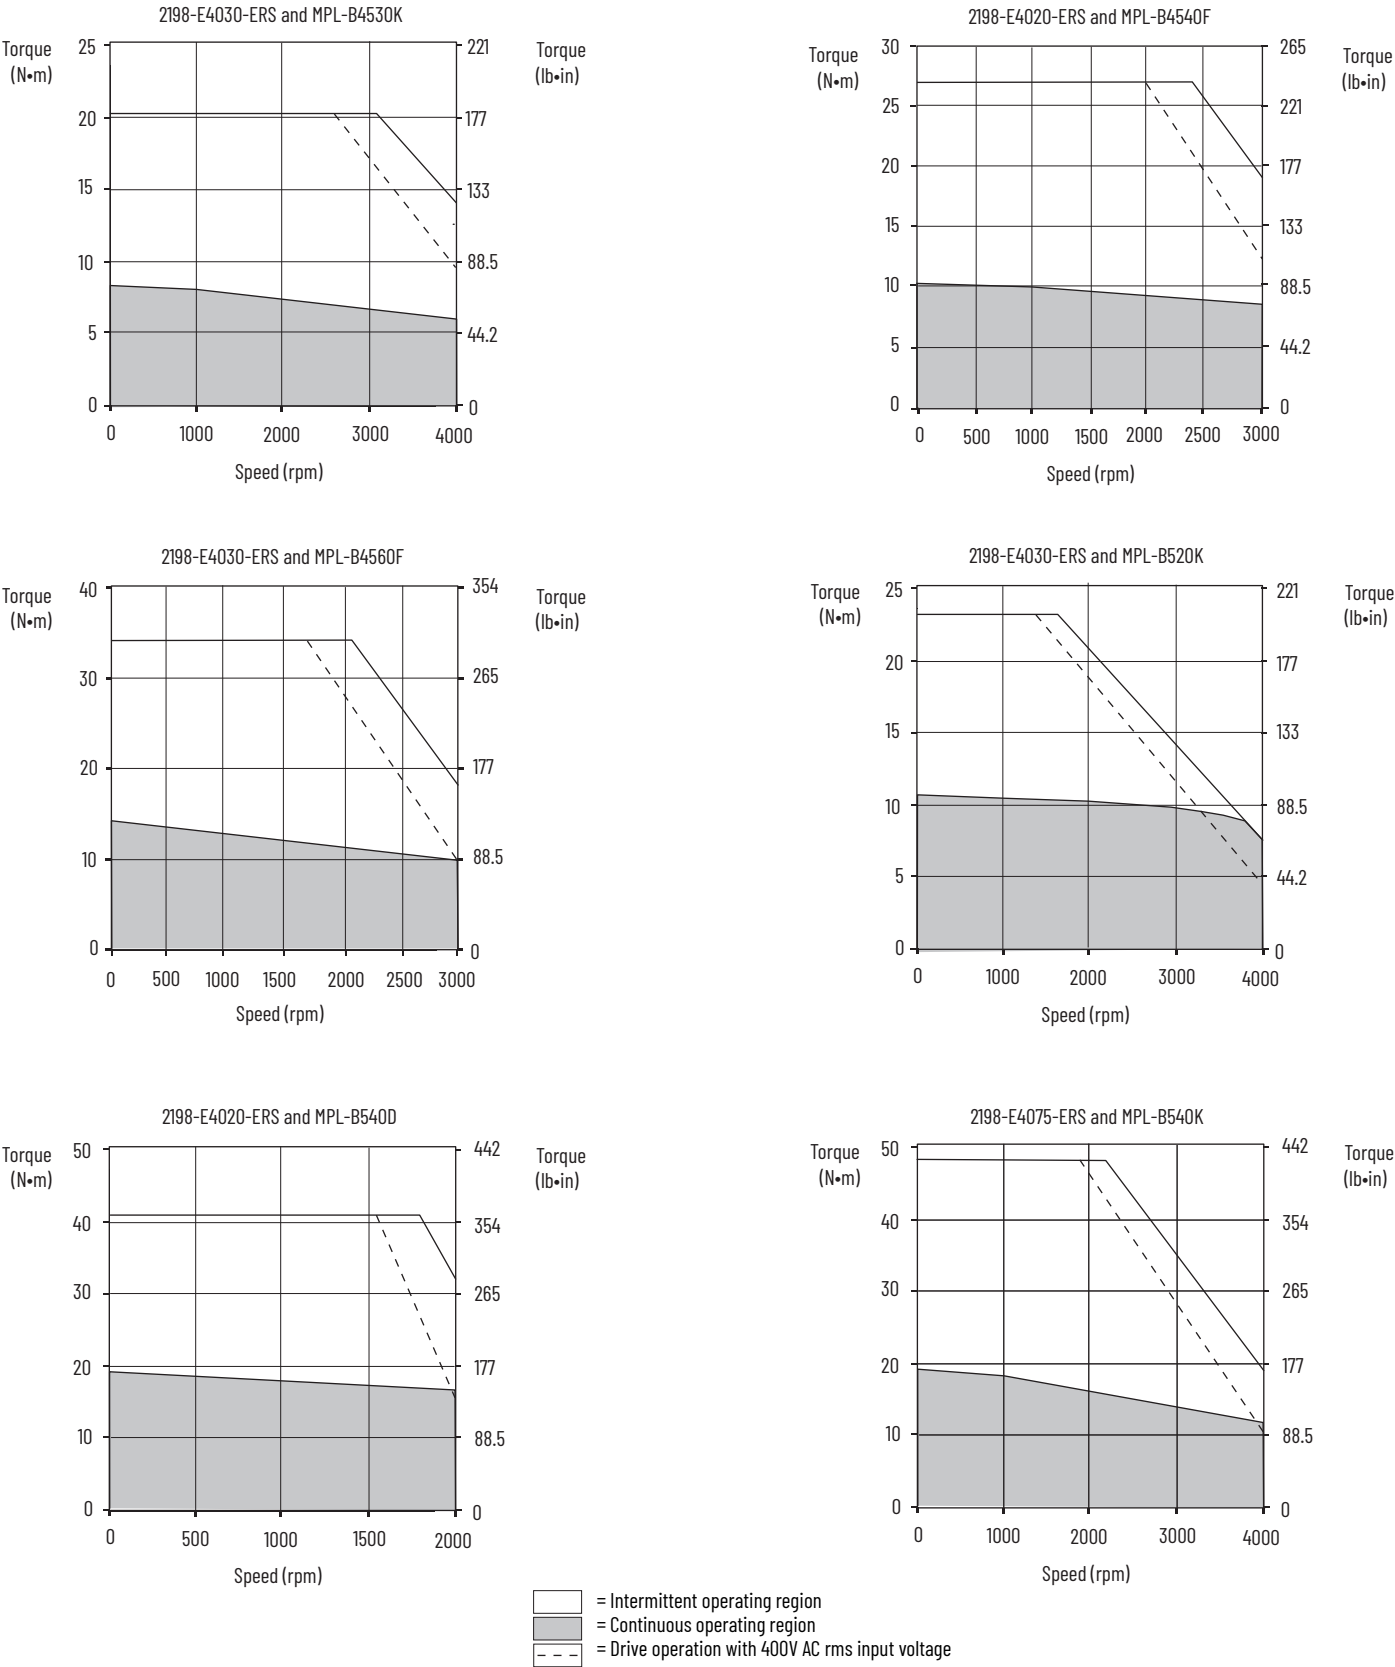 2198-E4030-ERS and MPL-B4530K
Torque
(N•m)
25
20
15
10
5
0
221
177
133
88.5
44.2
0
Torque
(lb•in)
0 1000 2000 3000 4000
Speed (rpm)
2198-E4020-ERS and MPL-B4540F
Torque
(N•m)
30
25
20
15
10
5
0
265
221
177
133
88.5
44.2
0
Torque
(lb•in)
0 500 1000 1500 2000 2500 3000
Speed (rpm)
2198-E4030-ERS and MPL-B4560F
Torque
(N•m)
40
30
20
10
0
354
265
177
88.5
0
Torque
(lb•in)
0 500 1000 1500 2000 2500 3000
Speed (rpm)
2198-E4030-ERS and MPL-B520K
Torque
(N•m)
25
20
15
10
5
0
221
177
133
88.5
44.2
0
Torque
(lb•in)
0 1000 2000 3000 4000
Speed (rpm)
2198-E4020-ERS and MPL-B540D
Torque
(N•m)
50
40
30
20
10
0
442
354
265
177
88.5
0
Torque
(lb•in)
0 500 1000 1500 2000
Speed (rpm)
2198-E4075-ERS and MPL-B540K
Torque
(N•m)
50
40
30
20
10
0
442
354
265
177
88.5
0
Torque
(lb•in)
0 1000 2000 3000 4000
Speed (rpm)
= Intermittent operating region
= Continuous operating region
= Drive operation with 400V AC rms input voltage